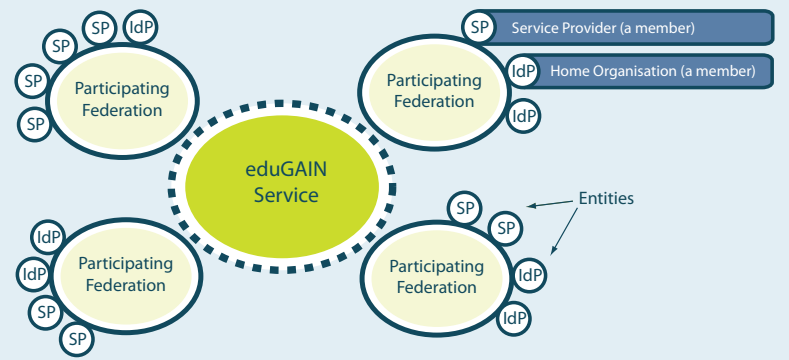 SP
SP
SP
SP
IdP
Participating
Federation
SP
Service Provider (a member)
IdP
Home Organisation (a member)
IdP
Participating
Federation
eduGAIN
Service
IdP
IdP
SP
SP
Participating
Federation
SP
SP
IdP
IdP
Participating
Federation
Entities